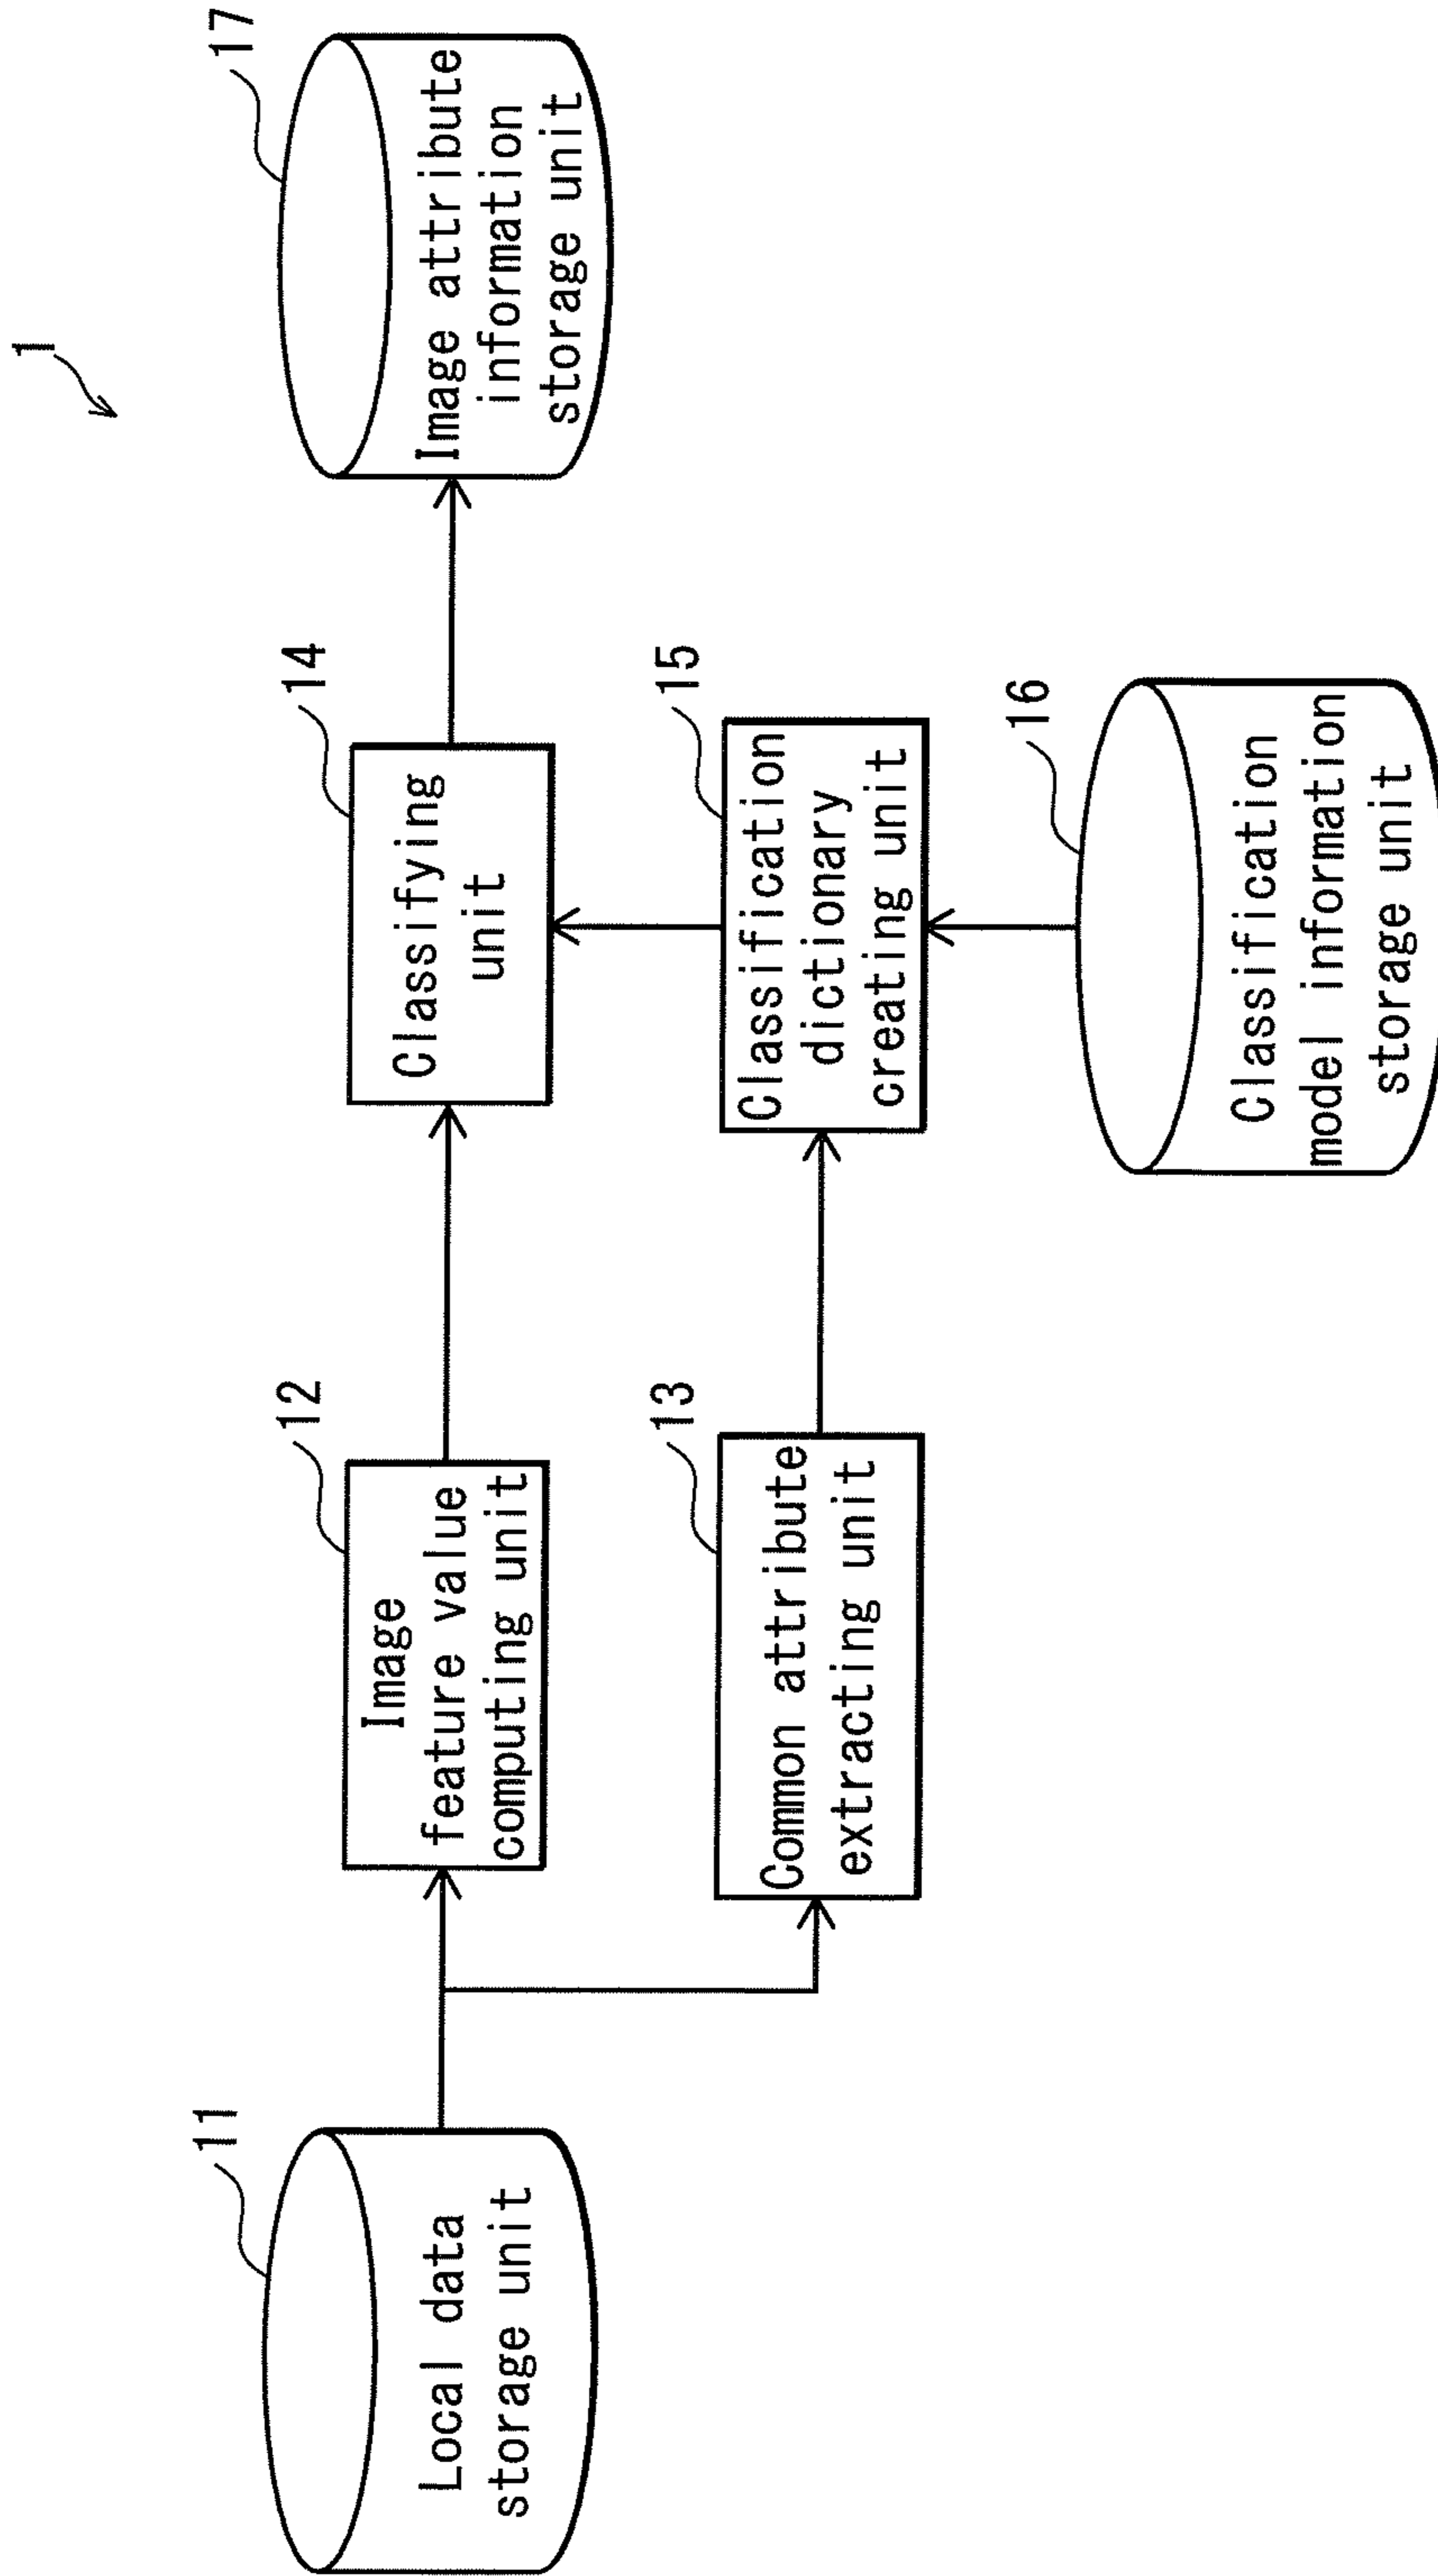 1
11
Local data
storage unit
12
Image
feature value
computing unit
13
Common attribute
extracting unit
14
Classifying
unit
15
Classification
dictionary
creating unit
16
Classification
model information
storage unit
17
Image attribute
information
storage unit